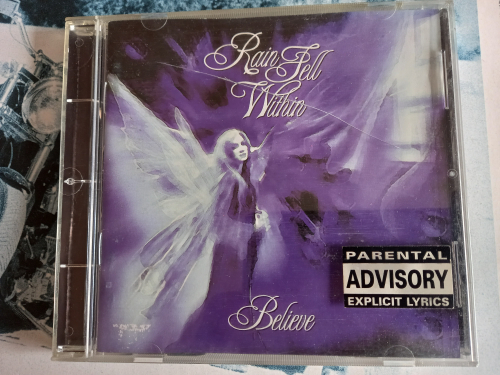 Rain Fell
Within
PARENTAL
ADVISORY
EXPLICIT LYRICS
Believe